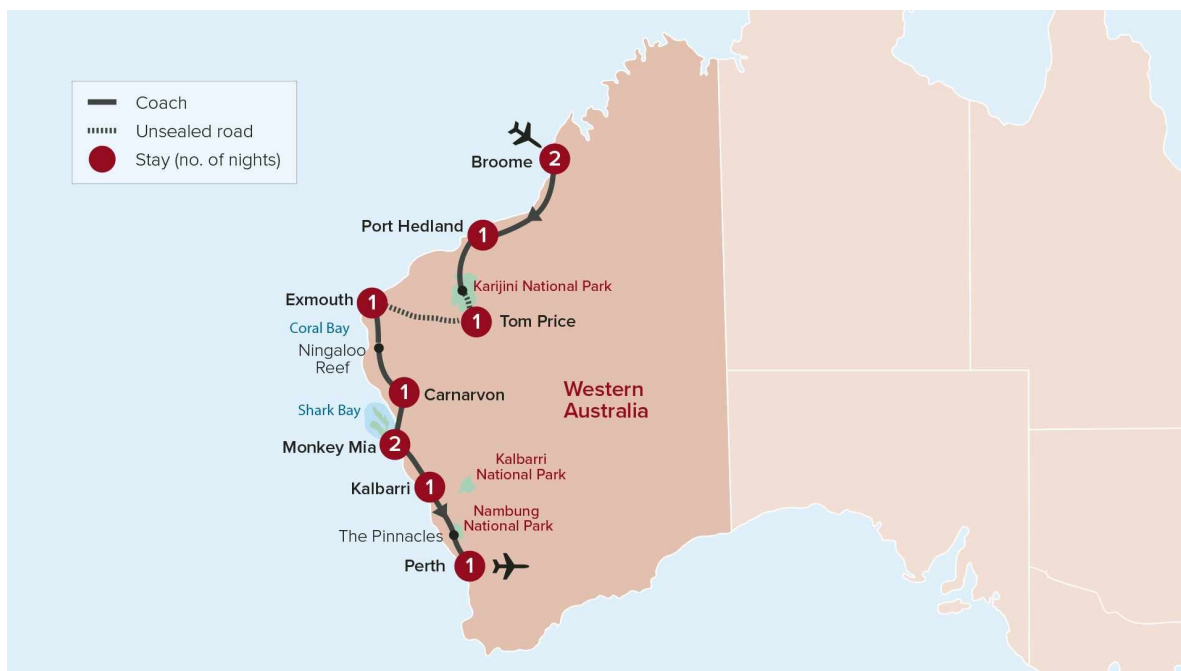 Coach
Unsealed road
Stay (no. of nights)
Broome
2
Port Hedland
1
Karijini National Park
Exmouth
1
1
Tom Price
Coral Bay
Ningaloo
Reef
1
Carnarvon
Western
Australia
Shark Bay
Monkey Mia
2
Kalbarri
National Park
Kalbarri
1
Nambung
National Park
The Pinnacles
Perth
1